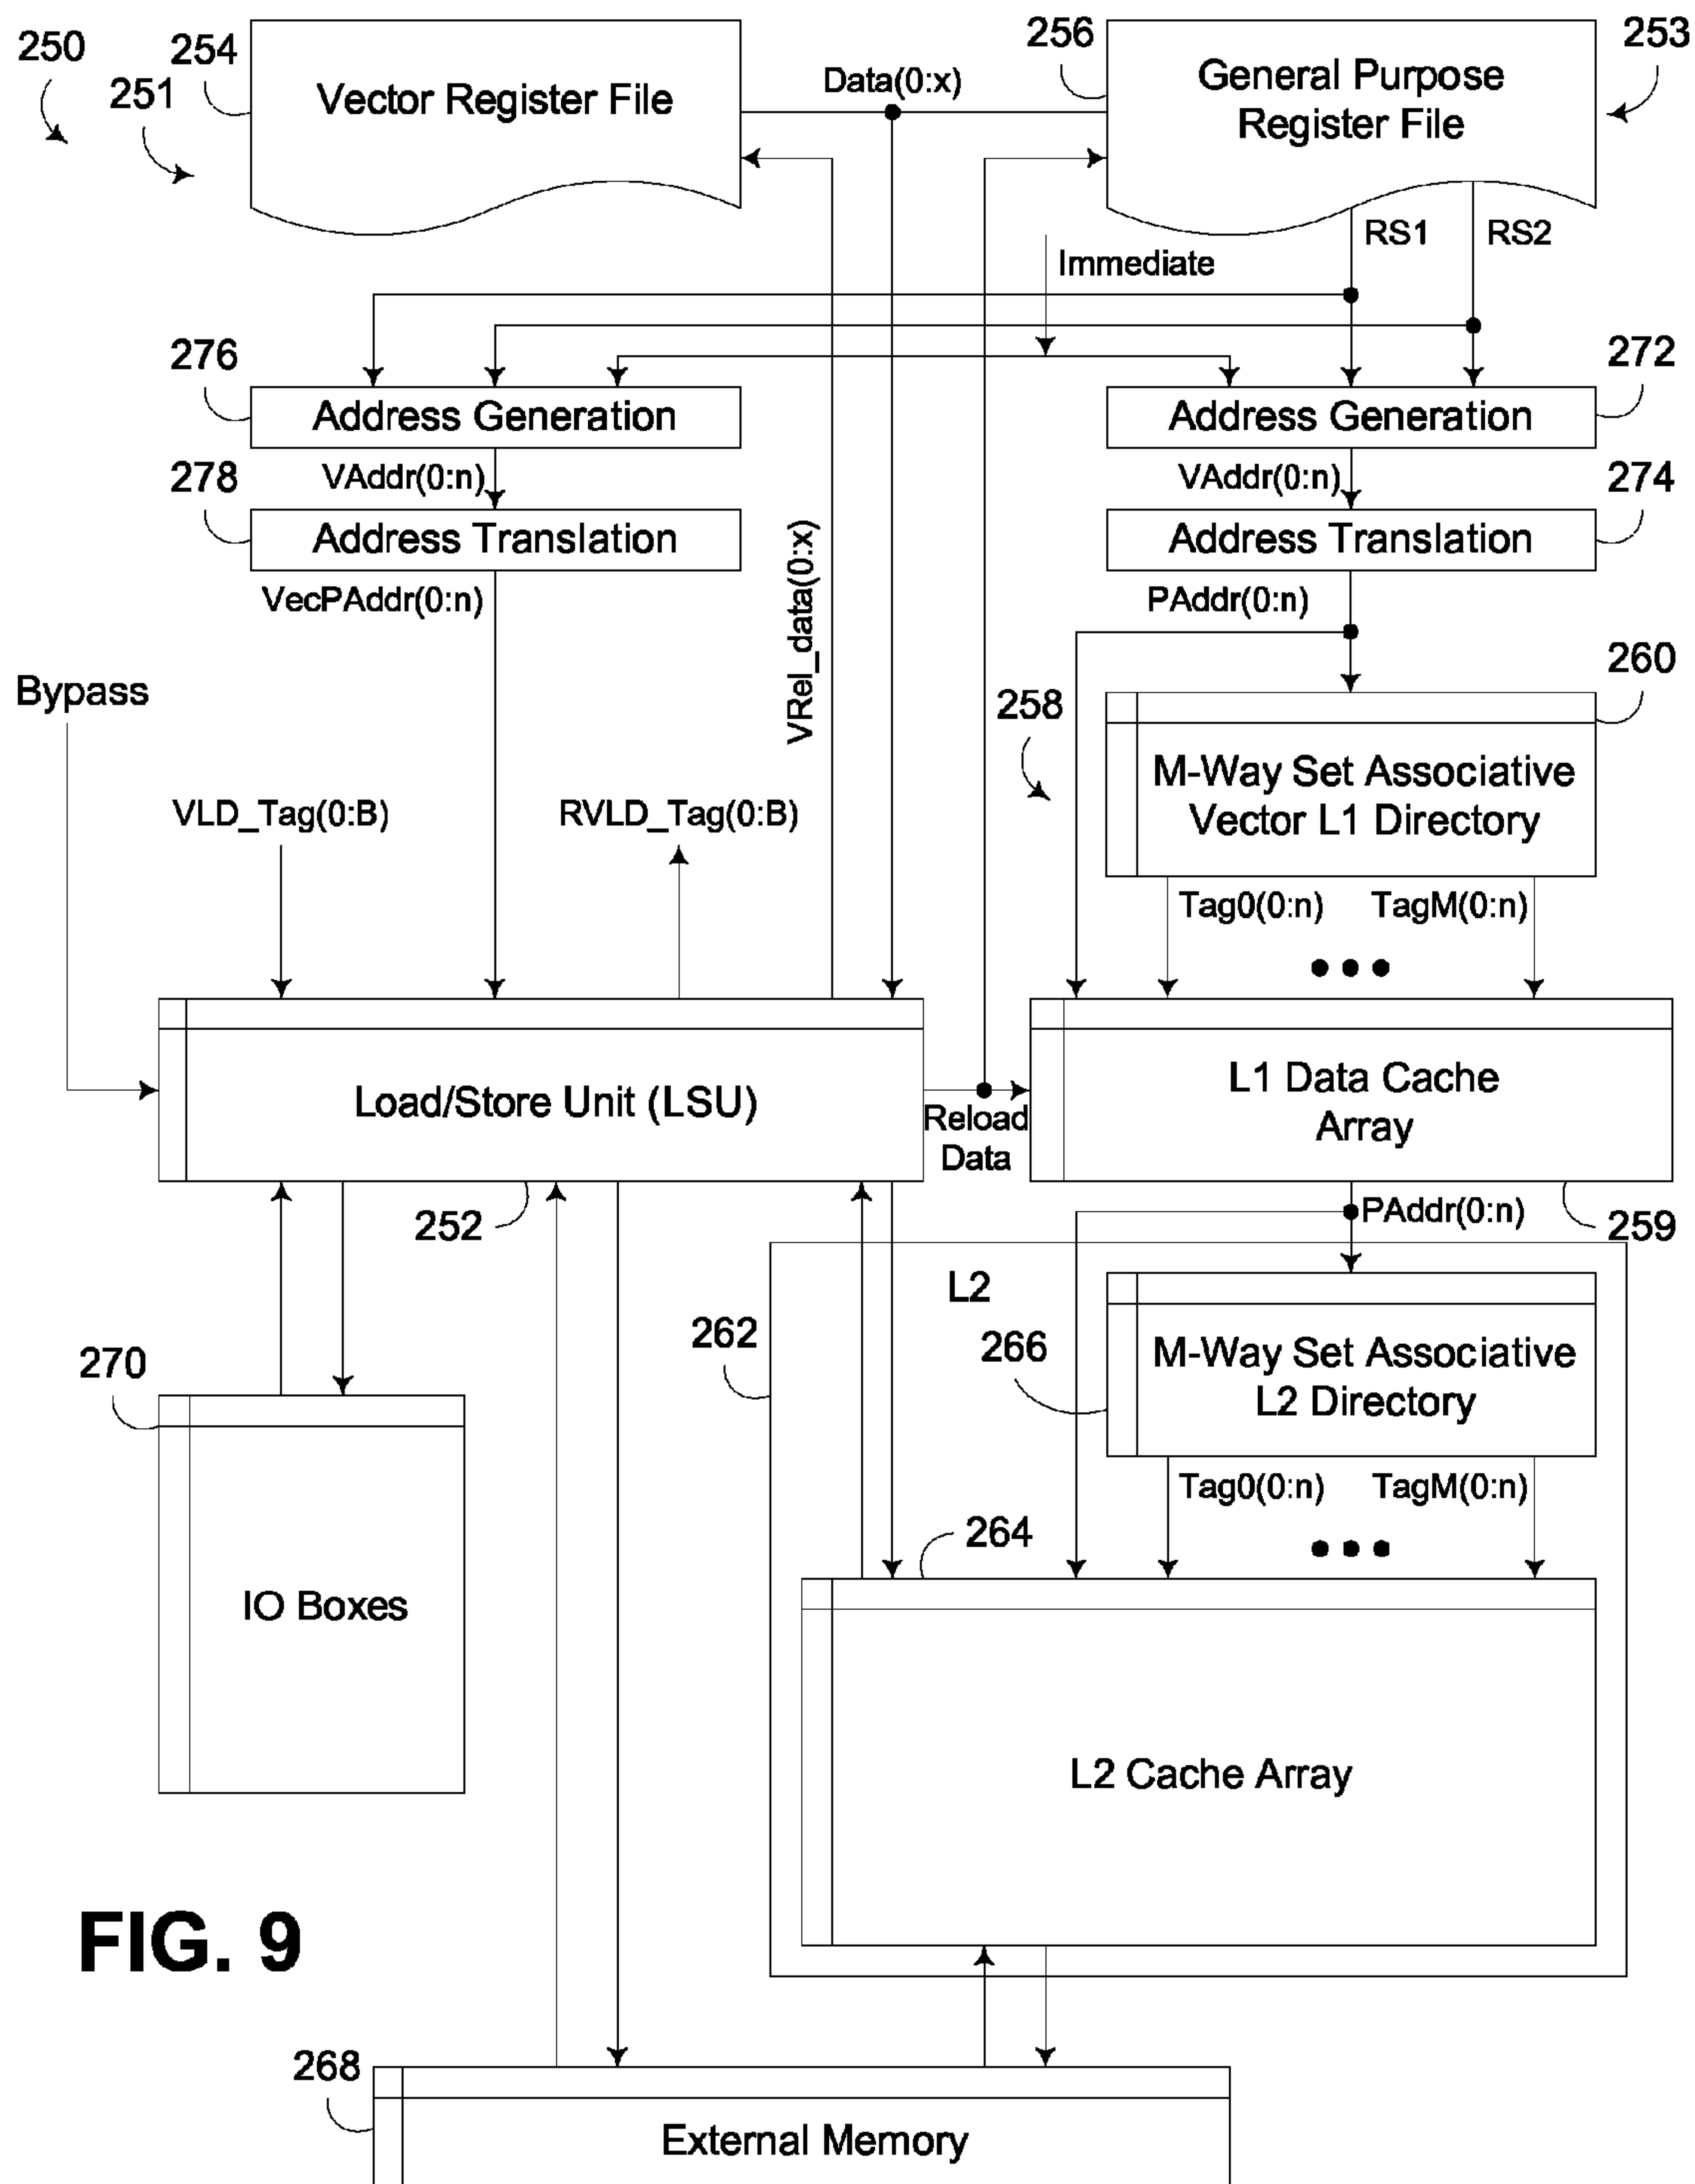 250
254
251
Vector Register File
Data(0:x)
256
General Purpose
Register File
253
RS1
RS2
Immediate
276
Address Generation
Address Generation
272
278
VAddr(0:n)
VAddr(0:n)
274
Address Translation
Address Translation
VecPAddr(0:n)
VRel_data(0:x)
PAddr(0:n)
Bypass
258
260
M-Way Set Associative
Vector L1 Directory
VLD_Tag(0:B)
RVLD_Tag(0:B)
Tag0(0:n)
TagM(0:n)
Load/Store Unit (LSU)
Reload
Data
L1 Data Cache
Array
252
PAddr(0:n)
259
L2
262
266
M-Way Set Associative
L2 Directory
270
Tag0(0:n)
TagM(0:n)
264
IO Boxes
L2 Cache Array
FIG. 9
268
External Memory